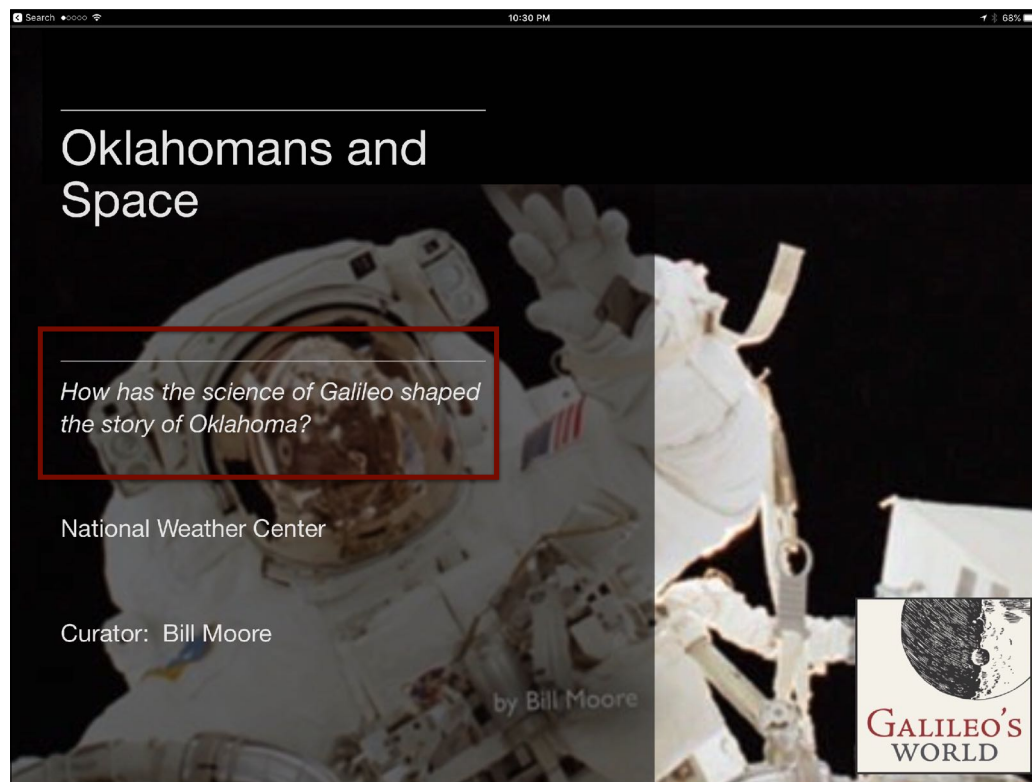 Search 10:30 PM 68%
Oklahomans and
Space
How has the science of Galileo shaped
the story of Oklahoma?
National Weather Center
Curator: Bill Moore
by Bill Moore
GALILEO'S
WORLD